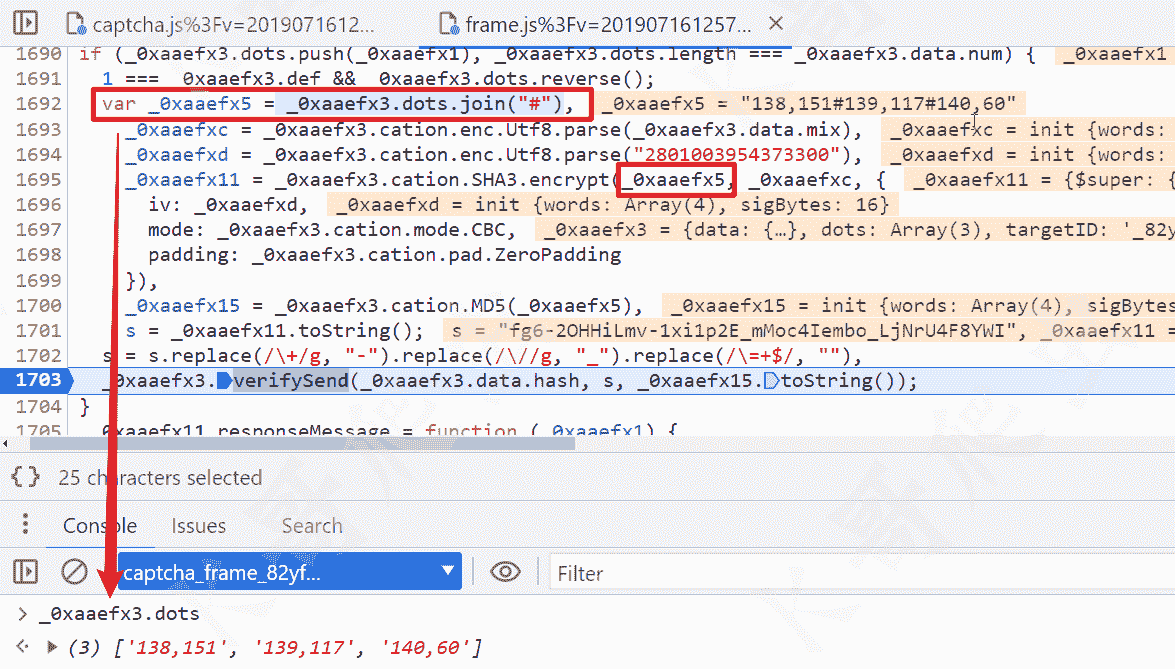 captcha.js%3Fv=2019071612...
frame.js%3Fv=201907161257...
1690 if (_0xaaefx3.dots.push(_0xaaefx1), _0xaaefx3.dots.length === _0xaaefx3.data.num) { _0xaaefx1
1691 1 === _0xaaefx3.def && _0xaaefx3.dots.reverse();
1692 var _0xaaefx5 = _0xaaefx3.dots.join("#"), _0xaaefx5 = "138,151#139,117#140,60"
1693 _0xaaefxc = _0xaaefx3.cation.enc.Utf8.parse(_0xaaefx3.data.mix), _0xaaefxc = init {words:
1694 _0xaaefxd = _0xaaefx3.cation.enc.Utf8.parse("2801003954373300"), _0xaaefxd = init {words:
1695 _0xaaefx11 = _0xaaefx3.cation.SHA3.encrypt(_0xaaefx5, _0xaaefxc, { _0xaaefx11 = {$super: {
1696 iv: _0xaaefxd, _0xaaefxd = init {words: Array(4), sigBytes: 16}
1697 mode: _0xaaefx3.cation.mode.CBC, _0xaaefx3 = {data: {…}, dots: Array(3), targetID: '_82y
1698 padding: _0xaaefx3.cation.pad.ZeroPadding
1699 }),
1700 _0xaaefx15 = _0xaaefx3.cation.MD5(_0xaaefx5), _0xaaefx15 = init {words: Array(4), sigBytes
1701 s = _0xaaefx11.toString(); s = "fg6-2OHHiLmv-1xi1p2E_mMoc4Iembo_LjNrU4F8YWI", _0xaaefx11 =
1702 s = s.replace(/\+/g, "-").replace(/\//g, "_").replace(/\=+$/, ""),
1703 _0xaaefx3.verifySend(_0xaaefx3.data.hash, s, _0xaaefx15.toString());
1704 }
1705 _0xaaefx11.responseMessage = function (_0xaaefx1) {
{} 25 characters selected
Console Issues Search
captcha_frame_82yf... Filter
> _0xaaefx3.dots
(3) ['138,151', '139,117', '140,60']